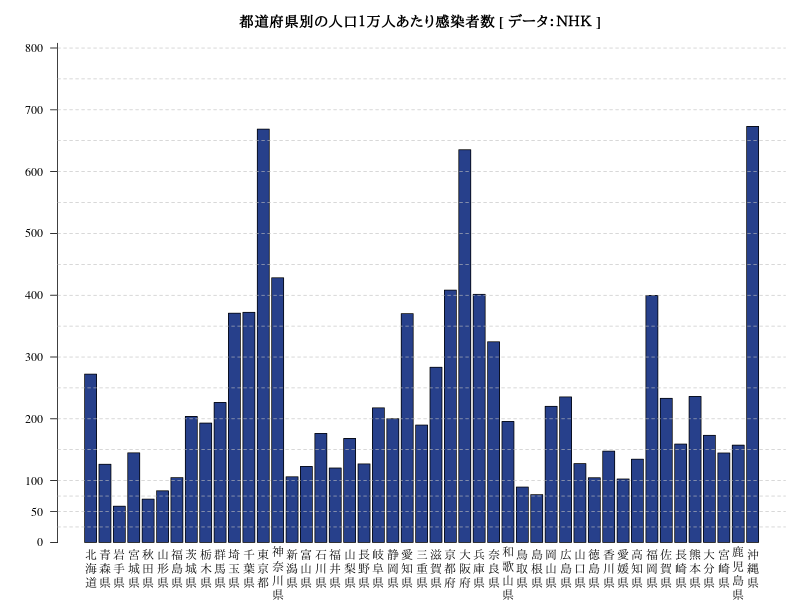 都道府県別の人口1万人あたり感染者数 [ データ：NHK ]
800
700
600
500
400
300
200
100
50
0
北海道
青森県
岩手県
宮城県
秋田県
山形県
福島県
茨城県
栃木県
群馬県
埼玉県
千葉県
東京都
神奈川県
新潟県
富山県
石川県
福井県
山梨県
長野県
岐阜県
静岡県
愛知県
三重県
滋賀県
京都府
大阪府
兵庫県
奈良県
和歌山県
鳥取県
島根県
岡山県
広島県
山口県
徳島県
香川県
愛媛県
高知県
福岡県
佐賀県
長崎県
熊本県
大分県
宮崎県
鹿児島県
沖縄県